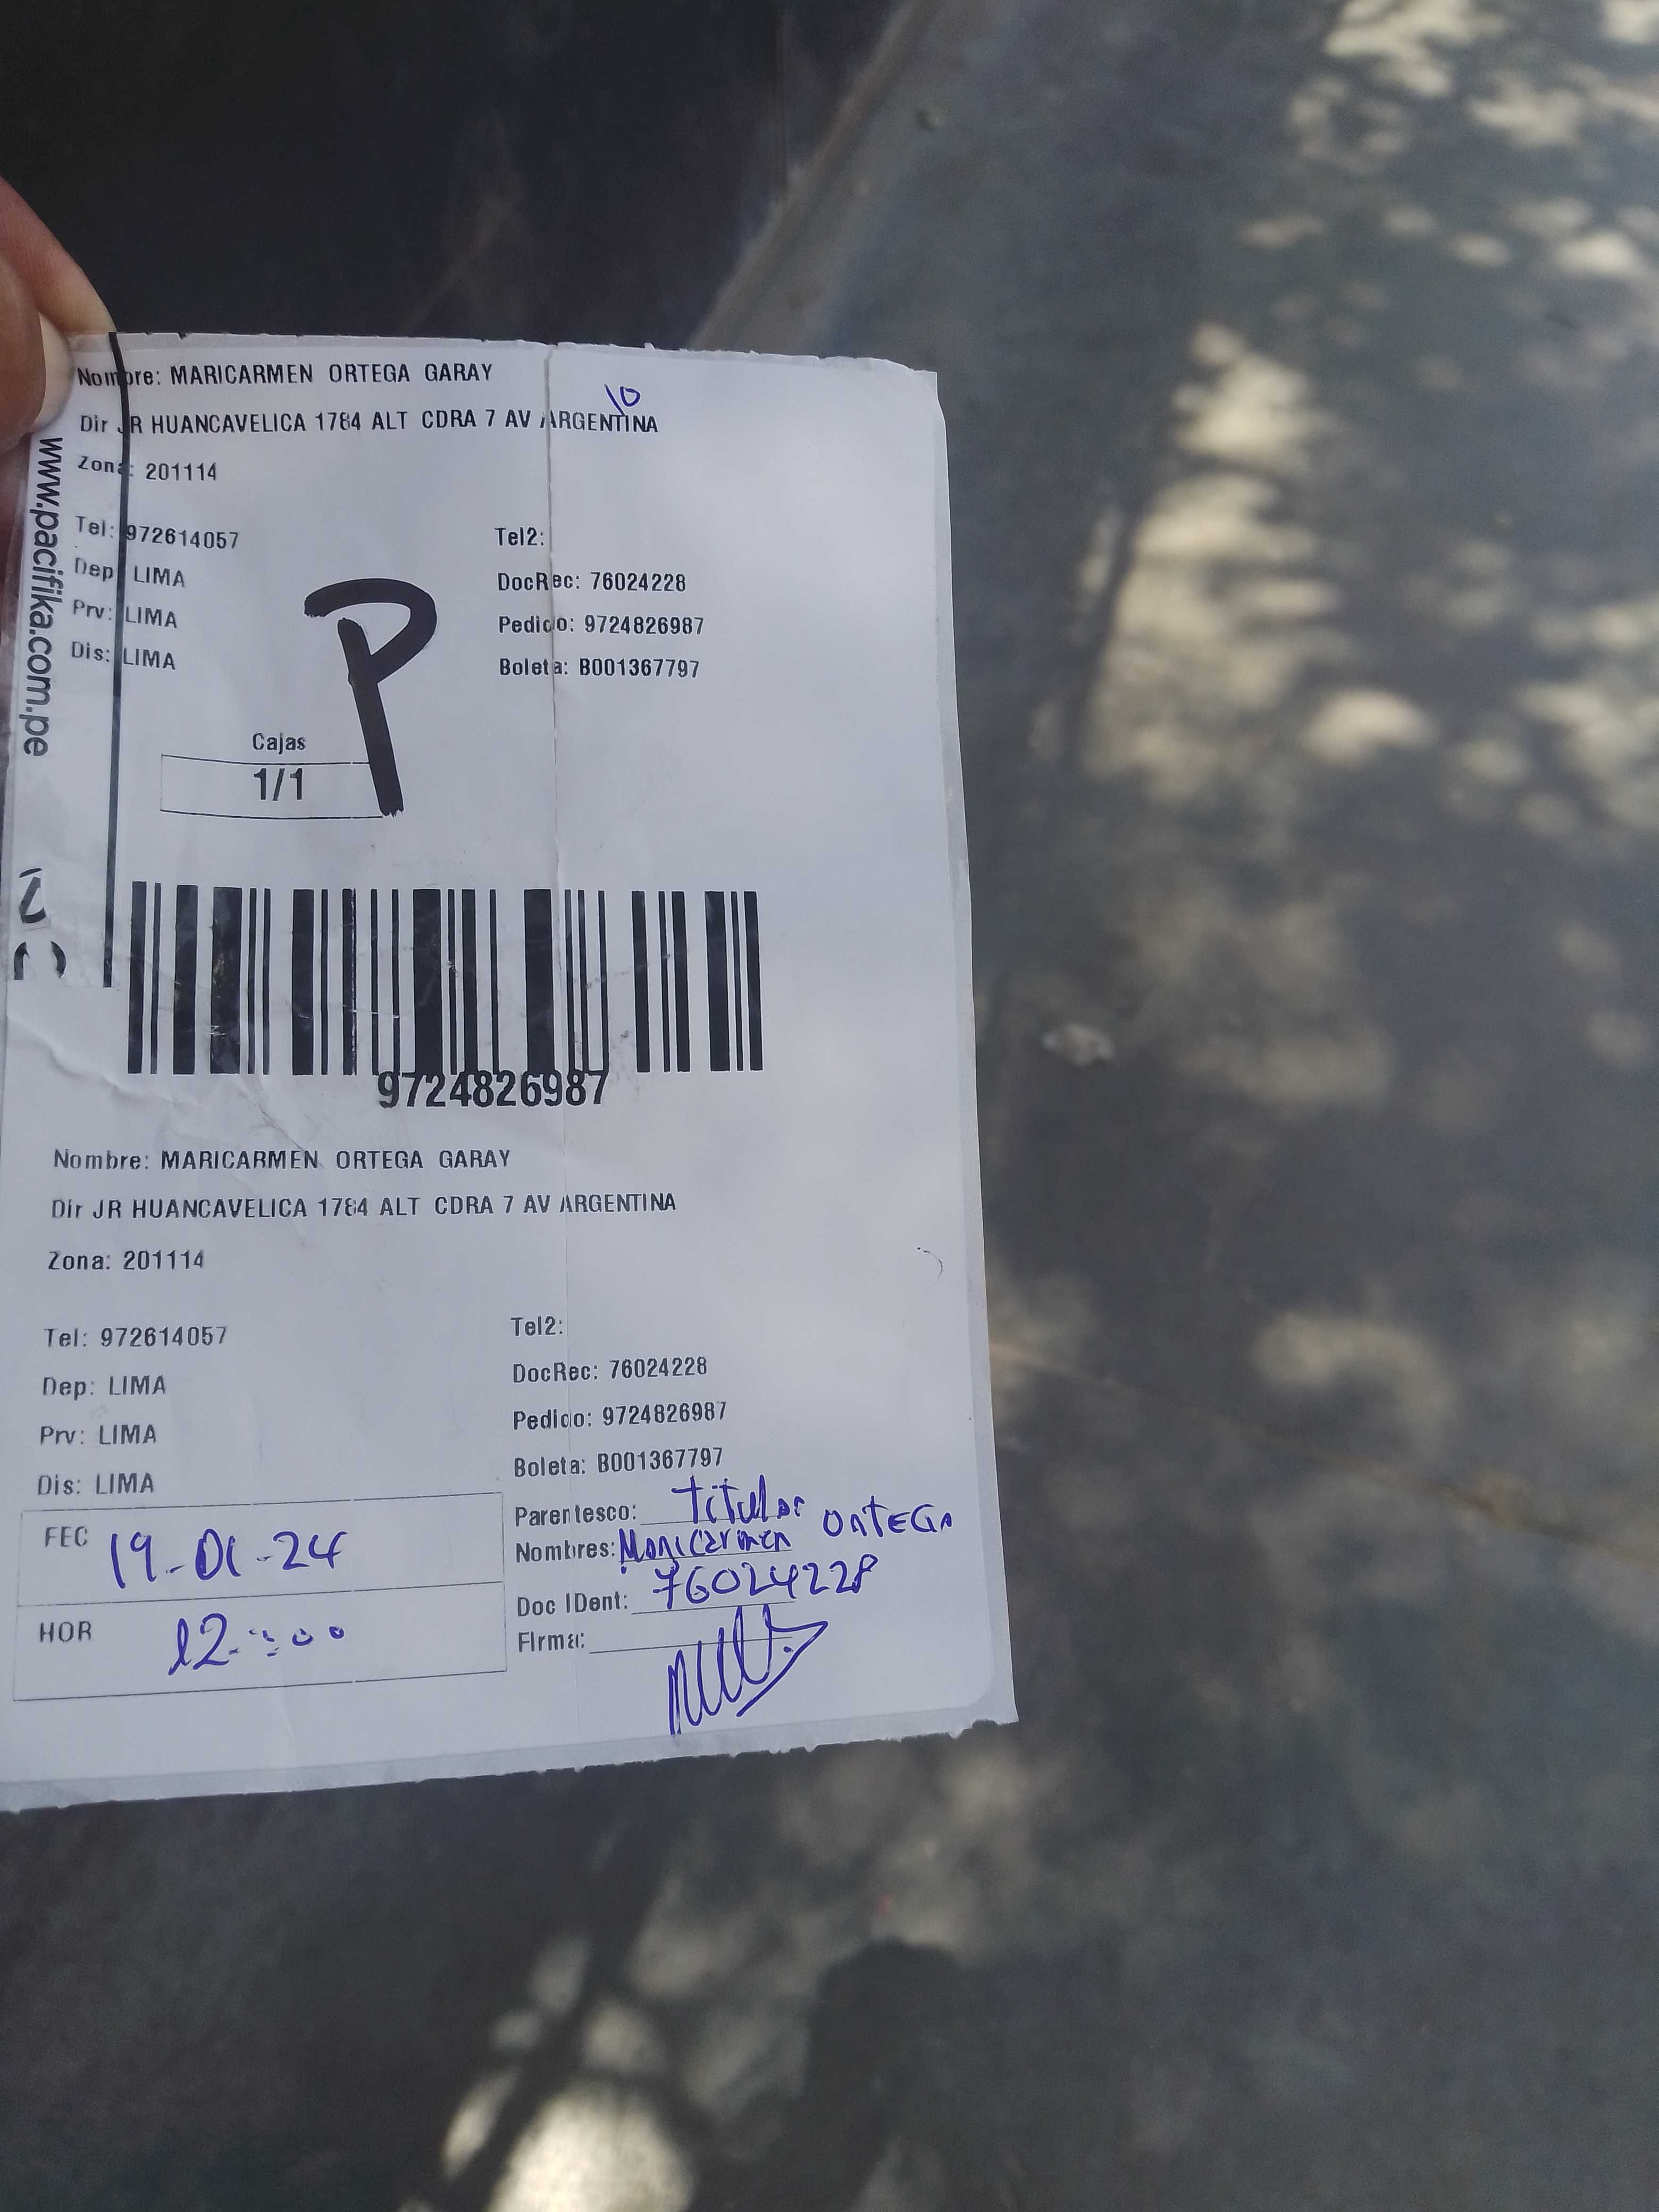 Nombre: MARICARMEN ORTEGA GARAY
10
Dir JR HUANCAVELICA 1784 ALT CDRA 7 AV ARGENTINA
Zona: 201114
Tel: 972614057
Tel2:
Dep: LIMA
DocRec: 76024228
Prv: LIMA
Pedido: 9724826987
Dis: LIMA
Boleta: B001367797
www.pacifika.com.pe
P
Cajas
1/1
9724826987
Nombre: MARICARMEN ORTEGA GARAY
Dir JR HUANCAVELICA 1784 ALT CDRA 7 AV ARGENTINA
Zona: 201114
Tel: 972614057
Tel2:
Dep: LIMA
DocRec: 76024228
Prv: LIMA
Pedido: 9724826987
Dis: LIMA
Boleta: B001367797
FEC 19-01-24
Parentesco: Titular
Nombres: Maricarmen ORTEGA
Doc IDent: 76024228
HOR 12:00
Firma: